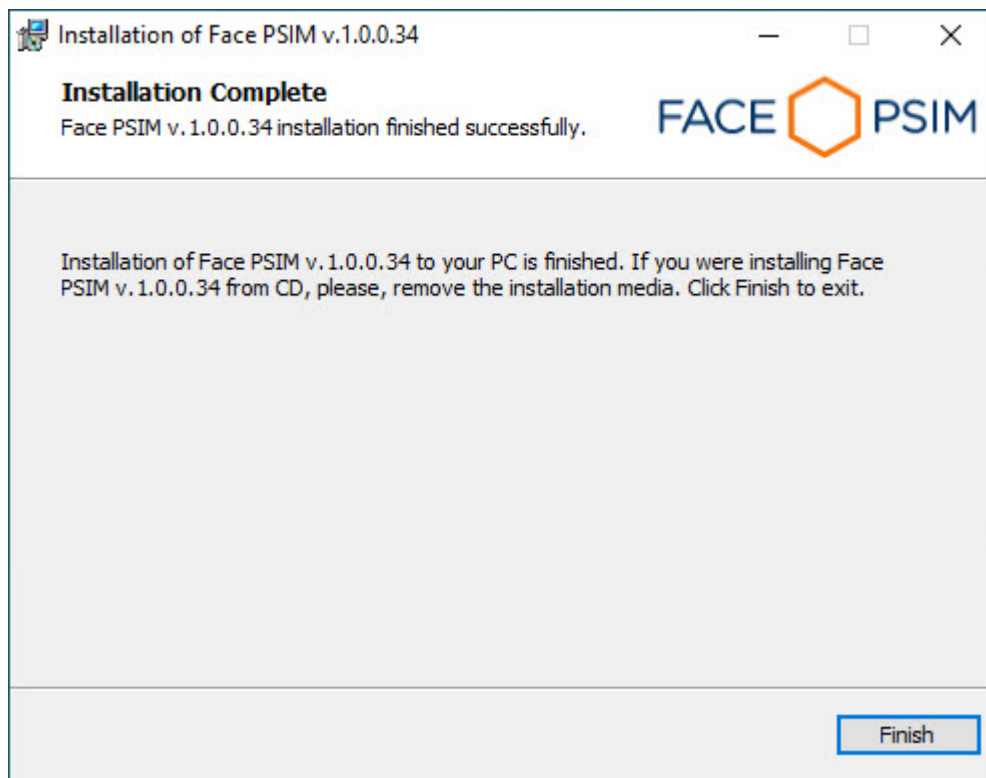 Installation of Face PSIM v.1.0.0.34
Installation Complete
Face PSIM v.1.0.0.34 installation finished successfully.
FACE PSIM
Installation of Face PSIM v.1.0.0.34 to your PC is finished. If you were installing Face
PSIM v.1.0.0.34 from CD, please, remove the installation media. Click Finish to exit.
Finish